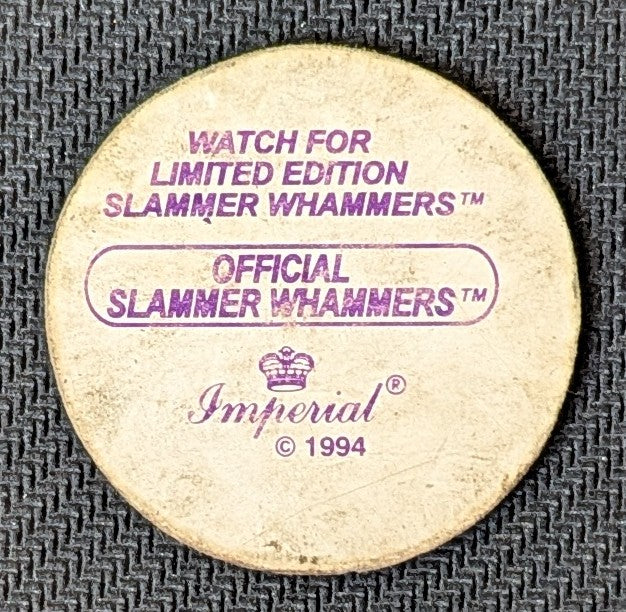 WATCH FOR
LIMITED EDITION
SLAMMER WHAMMERS™
OFFICIAL
SLAMMER WHAMMERS™
Imperial®
© 1994